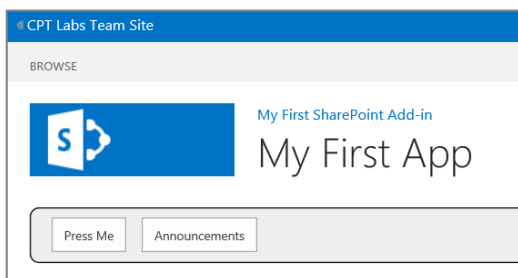 CPT Labs Team Site
BROWSE
S
My First SharePoint Add-in
My First App
Press Me Announcements